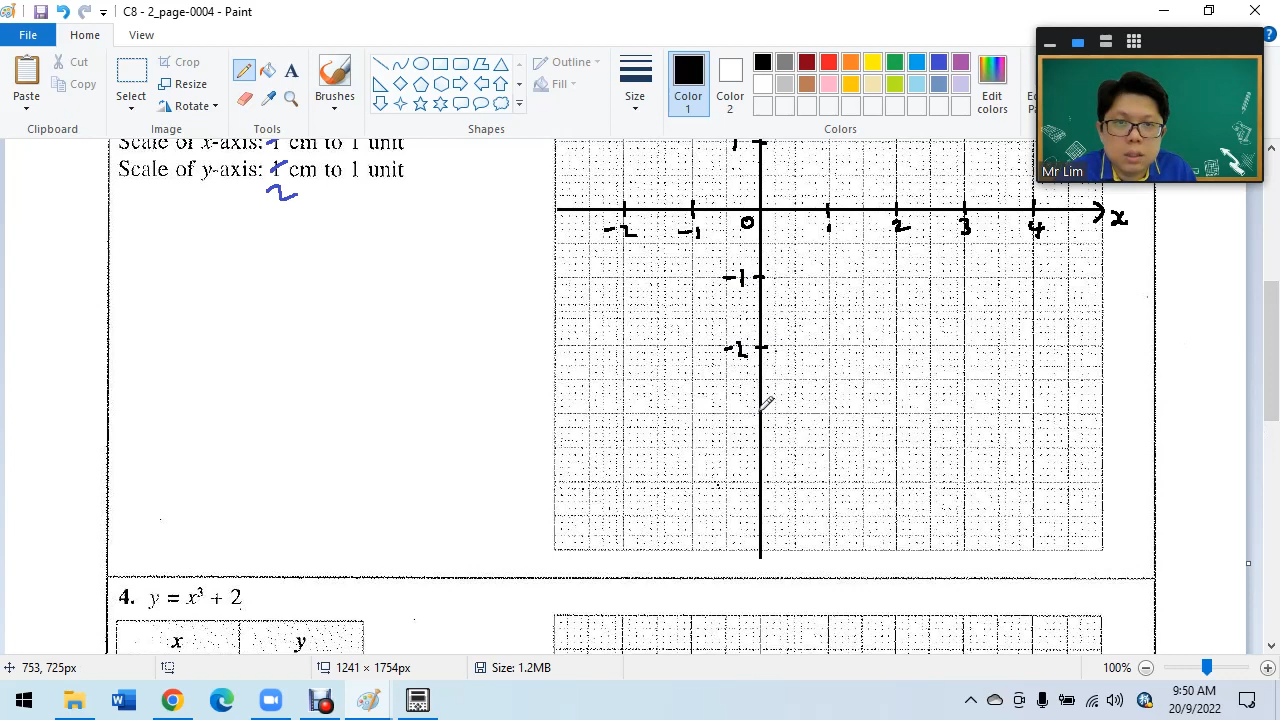 C8 - 2_page-0004 - Paint
File Home View
Paste Cut Copy Clipboard
Select Crop Resize Rotate Image
Tools
Brushes
Shapes
Outline Fill
Size
Color 1 Color 2
Colors
Edit colors
Mr Lim
Scale of x-axis: 1 cm to 1 unit
Scale of y-axis: 1 cm to 1 unit
2
1
-2 -1 0 1 2 3 4 x
-1
-2
4. y = x³ + 2
x y
753, 725px 1241 × 1754px Size: 1.2MB 100%
9:50 AM
20/9/2022